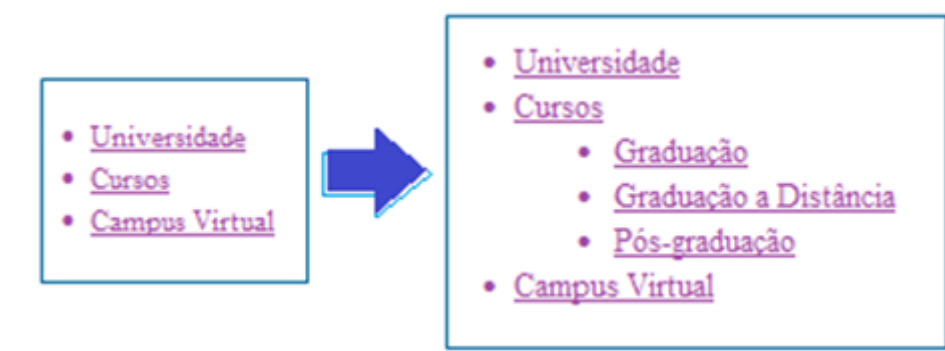 • Universidade
• Cursos
• Campus Virtual
• Universidade
• Cursos
• Graduação
• Graduação a Distância
• Pós-graduação
• Campus Virtual